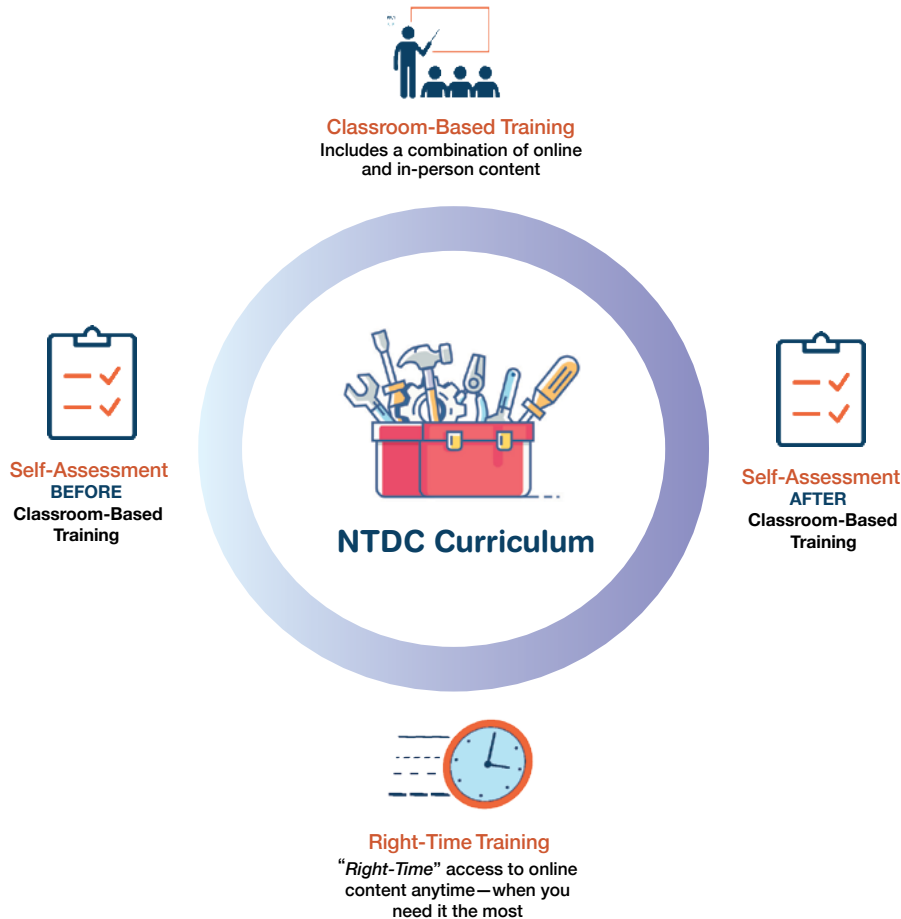 Classroom-Based Training
Includes a combination of online
and in-person content
Self-Assessment
BEFORE
Classroom-Based
Training
NTDC Curriculum
Self-Assessment
AFTER
Classroom-Based
Training
Right-Time Training
“Right-Time” access to online
content anytime—when you
need it the most